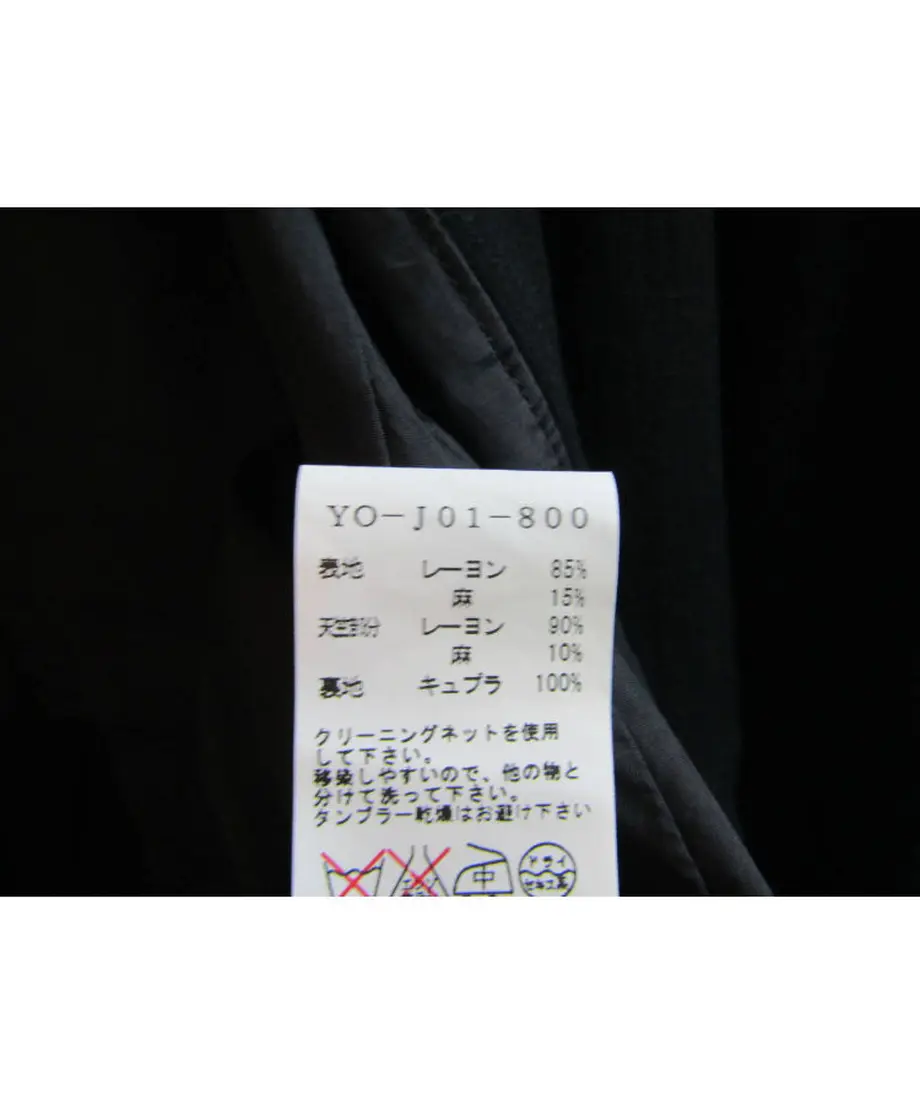 YO-J01-800
表地 レーヨン 85%
麻 15%
天竺部分 レーヨン 90%
麻 10%
裏地 キュプラ 100%
クリーニングネットを使用
して下さい。
移染しやすいので、他の物と
分けて洗って下さい。
タンブラー乾燥はお避け下さい
中
ドライ
セキユ系